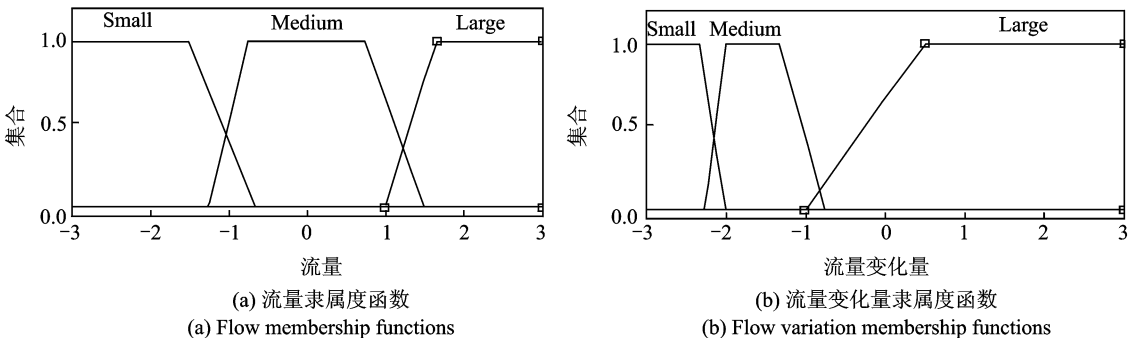 Small Medium Large
1.0
0.5
0.0
集合
−3 −2 −1 0 1 2 3
流量
(a) 流量隶属度函数
(a) Flow membership functions
Small Medium Large
1.0
0.5
0.0
集合
−3 −2 −1 0 1 2 3
流量变化量
(b) 流量变化量隶属度函数
(b) Flow variation membership functions